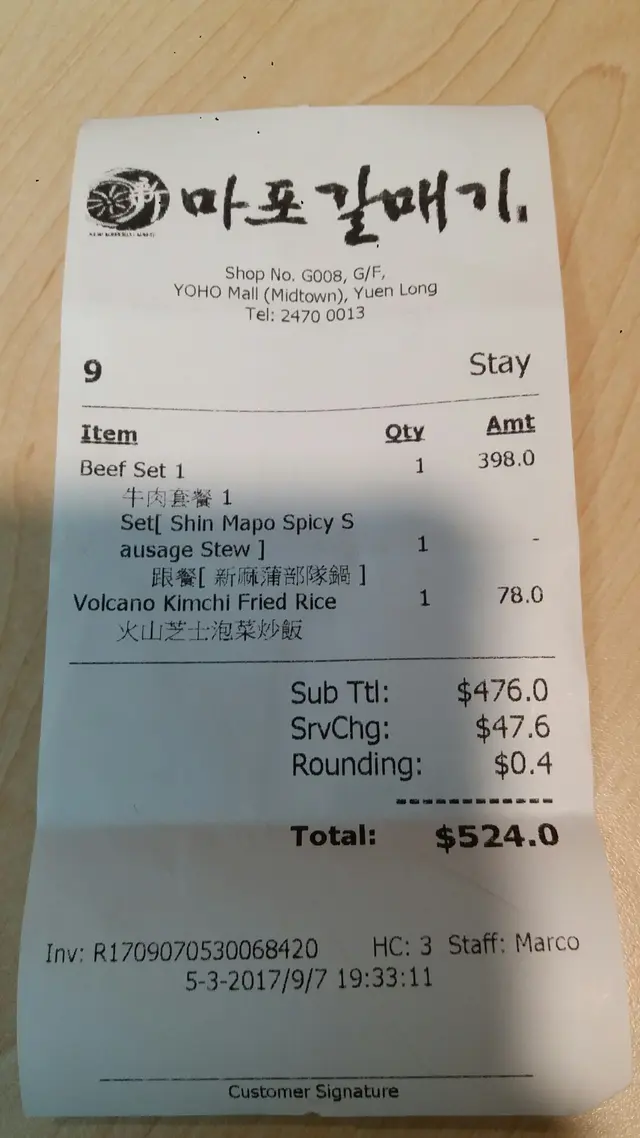 新
마포갈매기.
Shop No. G008, G/F,
YOHO Mall (Midtown), Yuen Long
Tel: 2470 0013
9 Stay
Item Qty Amt
Beef Set 1 1 398.0
牛肉套餐 1
Set[ Shin Mapo Spicy S
ausage Stew ] 1 -
跟餐[ 新麻蒲部隊鍋 ]
Volcano Kimchi Fried Rice 1 78.0
火山芝士泡菜炒飯
Sub Ttl: $476.0
SrvChg: $47.6
Rounding: $0.4
Total: $524.0
Inv: R1709070530068420 HC: 3 Staff: Marco
5-3-2017/9/7 19:33:11
Customer Signature